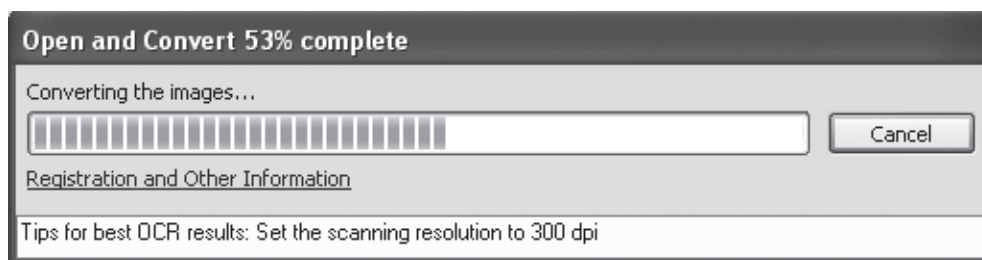 Open and Convert 53% complete
Converting the images...
Cancel
Registration and Other Information
Tips for best OCR results: Set the scanning resolution to 300 dpi